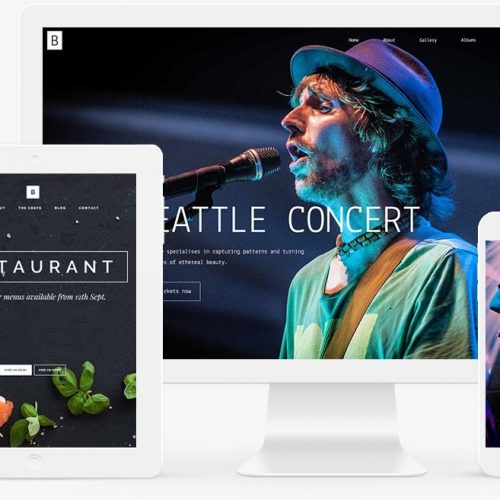 B
Home About Gallery Albums
EATTLE CONCERT
specialises in capturing patterns and turning
of ethereal beauty.
ckets now
B
UT THE CHEFS BLOG CONTACT
TAURANT
menus available from 12th Sept.